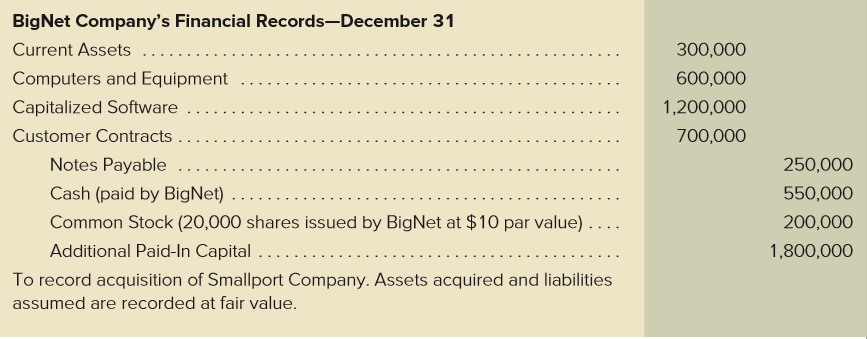 BigNet Company's Financial Records—December 31
Current Assets ..................................................... 300,000
Computers and Equipment ......................................... 600,000
Capitalized Software ................................................ 1,200,000
Customer Contracts ................................................. 700,000
Notes Payable .................................................. 250,000
Cash (paid by BigNet) ........................................... 550,000
Common Stock (20,000 shares issued by BigNet at $10 par value) .... 200,000
Additional Paid-In Capital ........................................ 1,800,000
To record acquisition of Smallport Company. Assets acquired and liabilities
assumed are recorded at fair value.